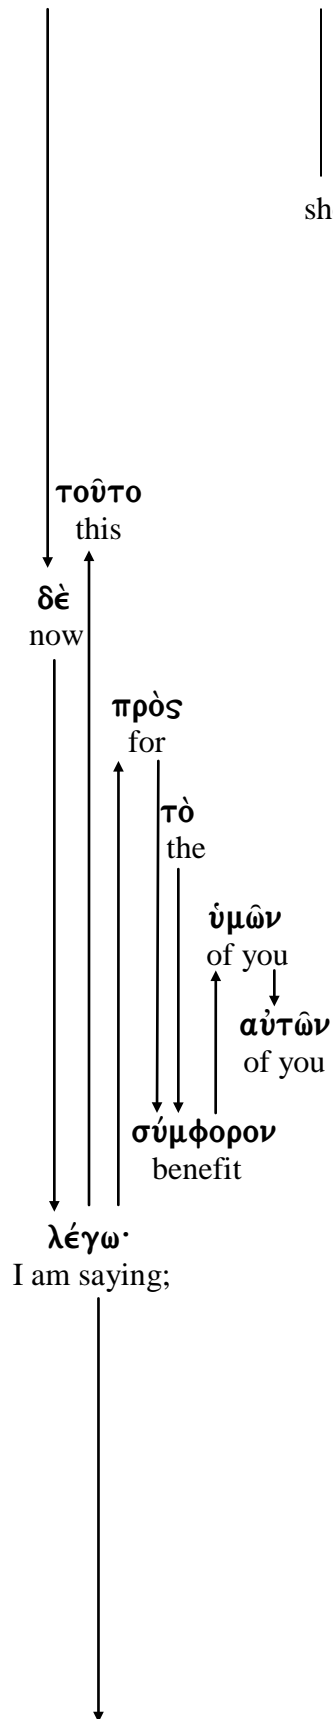 sh
τοῦτο
this
δὲ
now
πρὸς
for
τὸ
the
ὑμῶν
of you
αὐτῶν
of you
σύμφορον
benefit
λέγω·
I am saying;